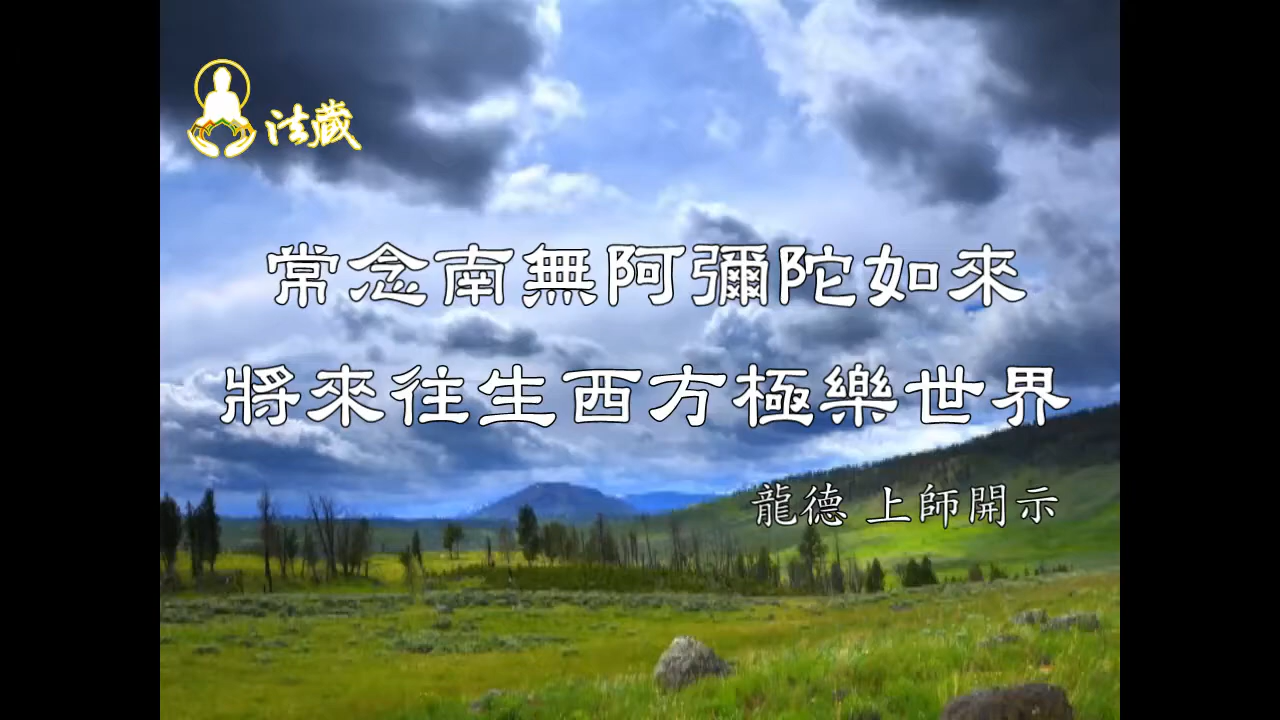 法藏
常念南無阿彌陀如來
將來往生西方極樂世界
龍德 上師開示